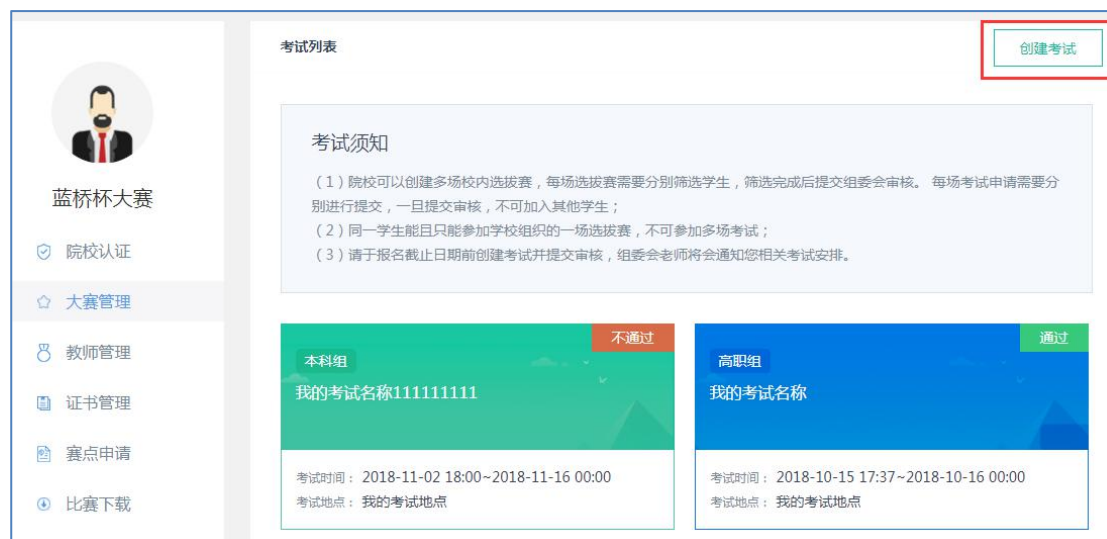 考试列表
创建考试
蓝桥杯大赛
院校认证
大赛管理
教师管理
证书管理
赛点申请
比赛下载
考试须知
（1）院校可以创建多场校内选拔赛，每场选拔赛需要分别筛选学生，筛选完成后提交组委会审核。 每场考试申请需要分
别进行提交，一旦提交审核，不可加入其他学生；
（2）同一学生能且只能参加学校组织的一场选拔赛，不可参加多场考试；
（3）请于报名截止日期前创建考试并提交审核，组委会老师将会通知您相关考试安排。
不通过
本科组
我的考试名称111111111
考试时间： 2018-11-02 18:00~2018-11-16 00:00
考试地点： 我的考试地点
通过
高职组
我的考试名称
考试时间： 2018-10-15 17:37~2018-10-16 00:00
考试地点： 我的考试地点